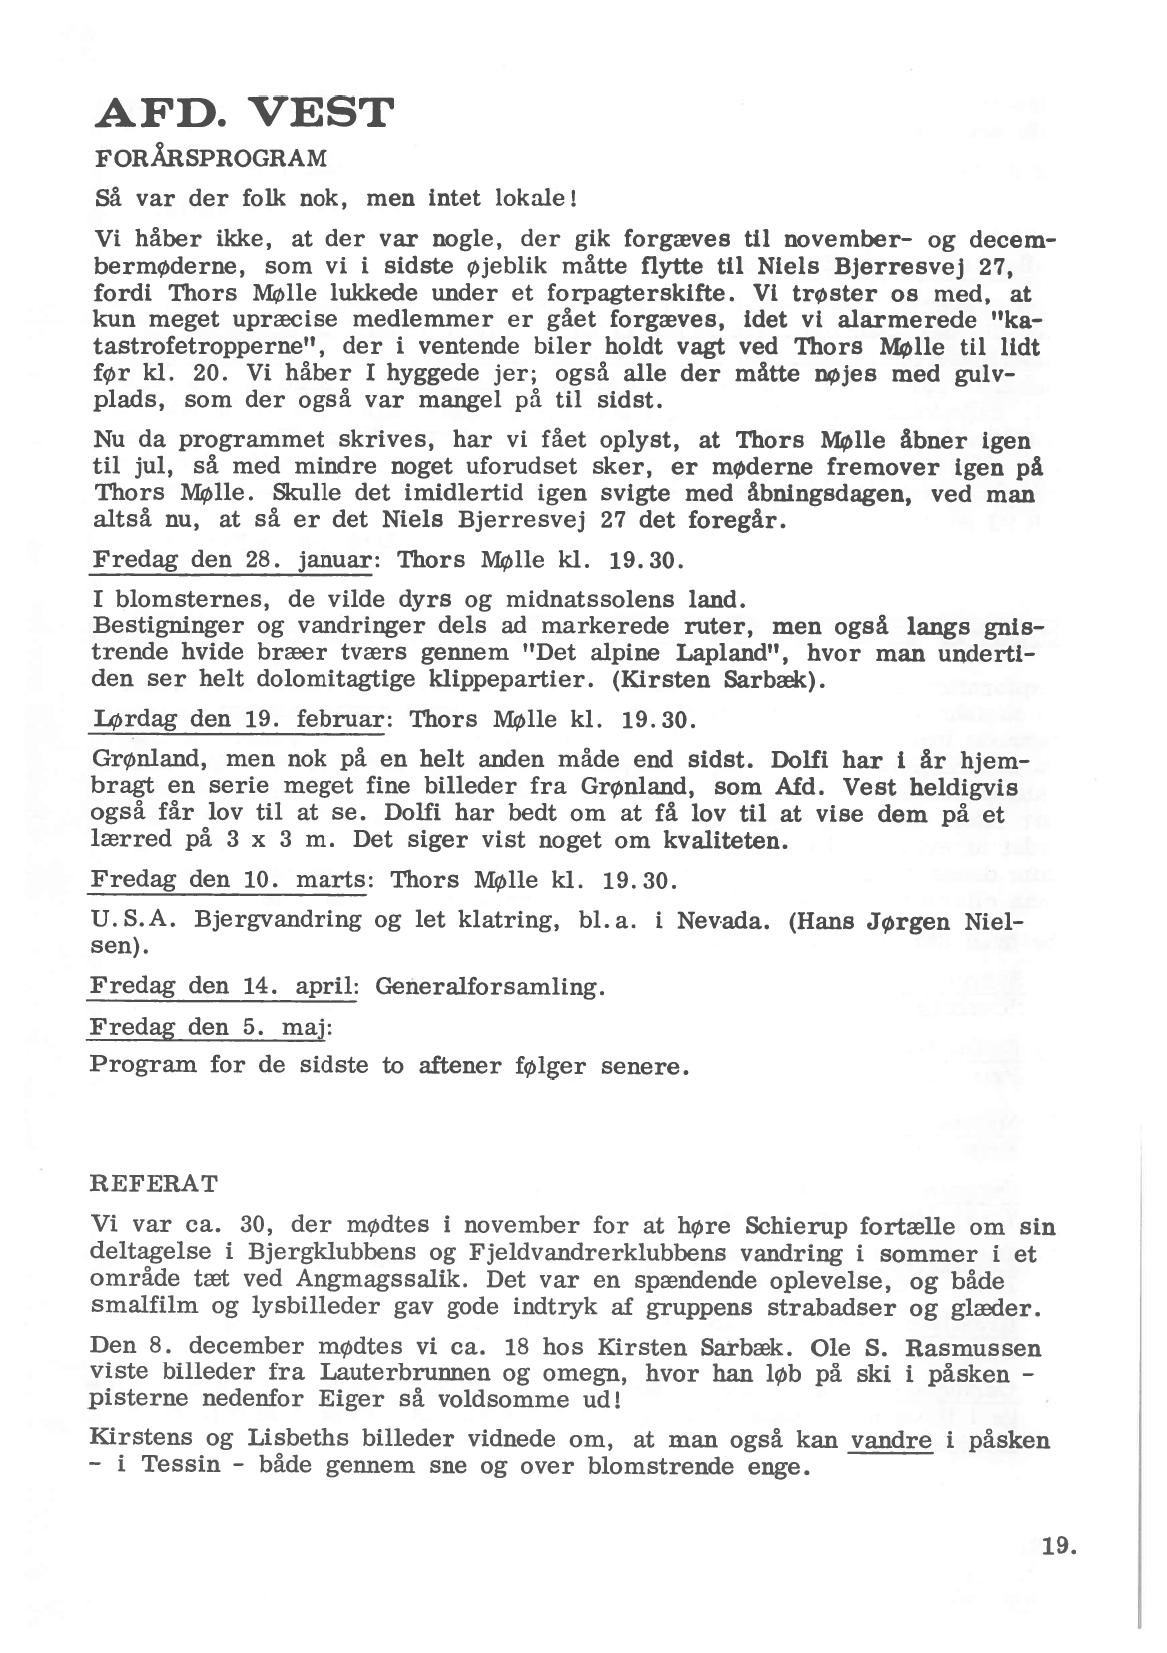 AFD. VEST
FORÅRSPROGRAM
Så var der folk nok, men intet lokale!
Vi håber ikke, at der var nogle, der gik forgæves til november- og decem-
bermøderne, som vi i sidste øjeblik måtte flytte til Niels Bjerresvej 27,
fordi Thors Mølle lukkede under et forpagterskifte. Vi trøster os med, at
kun meget upræcise medlemmer er gået forgæves, idet vi alarmerede "ka-
tastrofetropperne", der i ventende biler holdt vagt ved Thors Mølle til lidt
før kl. 20. Vi håber I hyggede jer; også alle der måtte nøjes med gulv-
plads, som der også var mangel på til sidst.
Nu da programmet skrives, har vi fået oplyst, at Thors Mølle åbner igen
til jul, så med mindre noget uforudset sker, er møderne fremover igen på
Thors Mølle. Skulle det imidlertid igen svigte med åbningsdagen, ved man
altså nu, at så er det Niels Bjerresvej 27 det foregår.
Fredag den 28. januar: Thors Mølle kl. 19.30.
I blomsternes, de vilde dyrs og midnatssolens land.
Bestigninger og vandringer dels ad markerede ruter, men også langs gnis-
trende hvide bræer tværs gennem "Det alpine Lapland", hvor man underti-
den ser helt dolomitagtige klippepartier. (Kirsten Sarbæk).
Lørdag den 19. februar: Thors Mølle kl. 19.30.
Grønland, men nok på en helt anden måde end sidst. Dolfi har i år hjem-
bragt en serie meget fine billeder fra Grønland, som Afd. Vest heldigvis
også får lov til at se. Dolfi har bedt om at få lov til at vise dem på et
lærred på 3 x 3 m. Det siger vist noget om kvaliteten.
Fredag den 10. marts: Thors Mølle kl. 19.30.
U.S.A. Bjergvandring og let klatring, bl.a. i Nevada. (Hans Jørgen Niel-
sen).
Fredag den 14. april: Generalforsamling.
Fredag den 5. maj:
Program for de sidste to aftener følger senere.
REFERAT
Vi var ca. 30, der mødtes i november for at høre Schierup fortælle om sin
deltagelse i Bjergklubbens og Fjeldvandrerklubbens vandring i sommer i et
område tæt ved Angmagssalik. Det var en spændende oplevelse, og både
smalfilm og lysbilleder gav gode indtryk af gruppens strabadser og glæder.
Den 8. december mødtes vi ca. 18 hos Kirsten Sarbæk. Ole S. Rasmussen
viste billeder fra Lauterbrunnen og omegn, hvor han løb på ski i påsken -
pisterne nedenfor Eiger så voldsomme ud!
Kirstens og Lisbeths billeder vidnede om, at man også kan vandre i påsken
- i Tessin - både gennem sne og over blomstrende enge.
19.